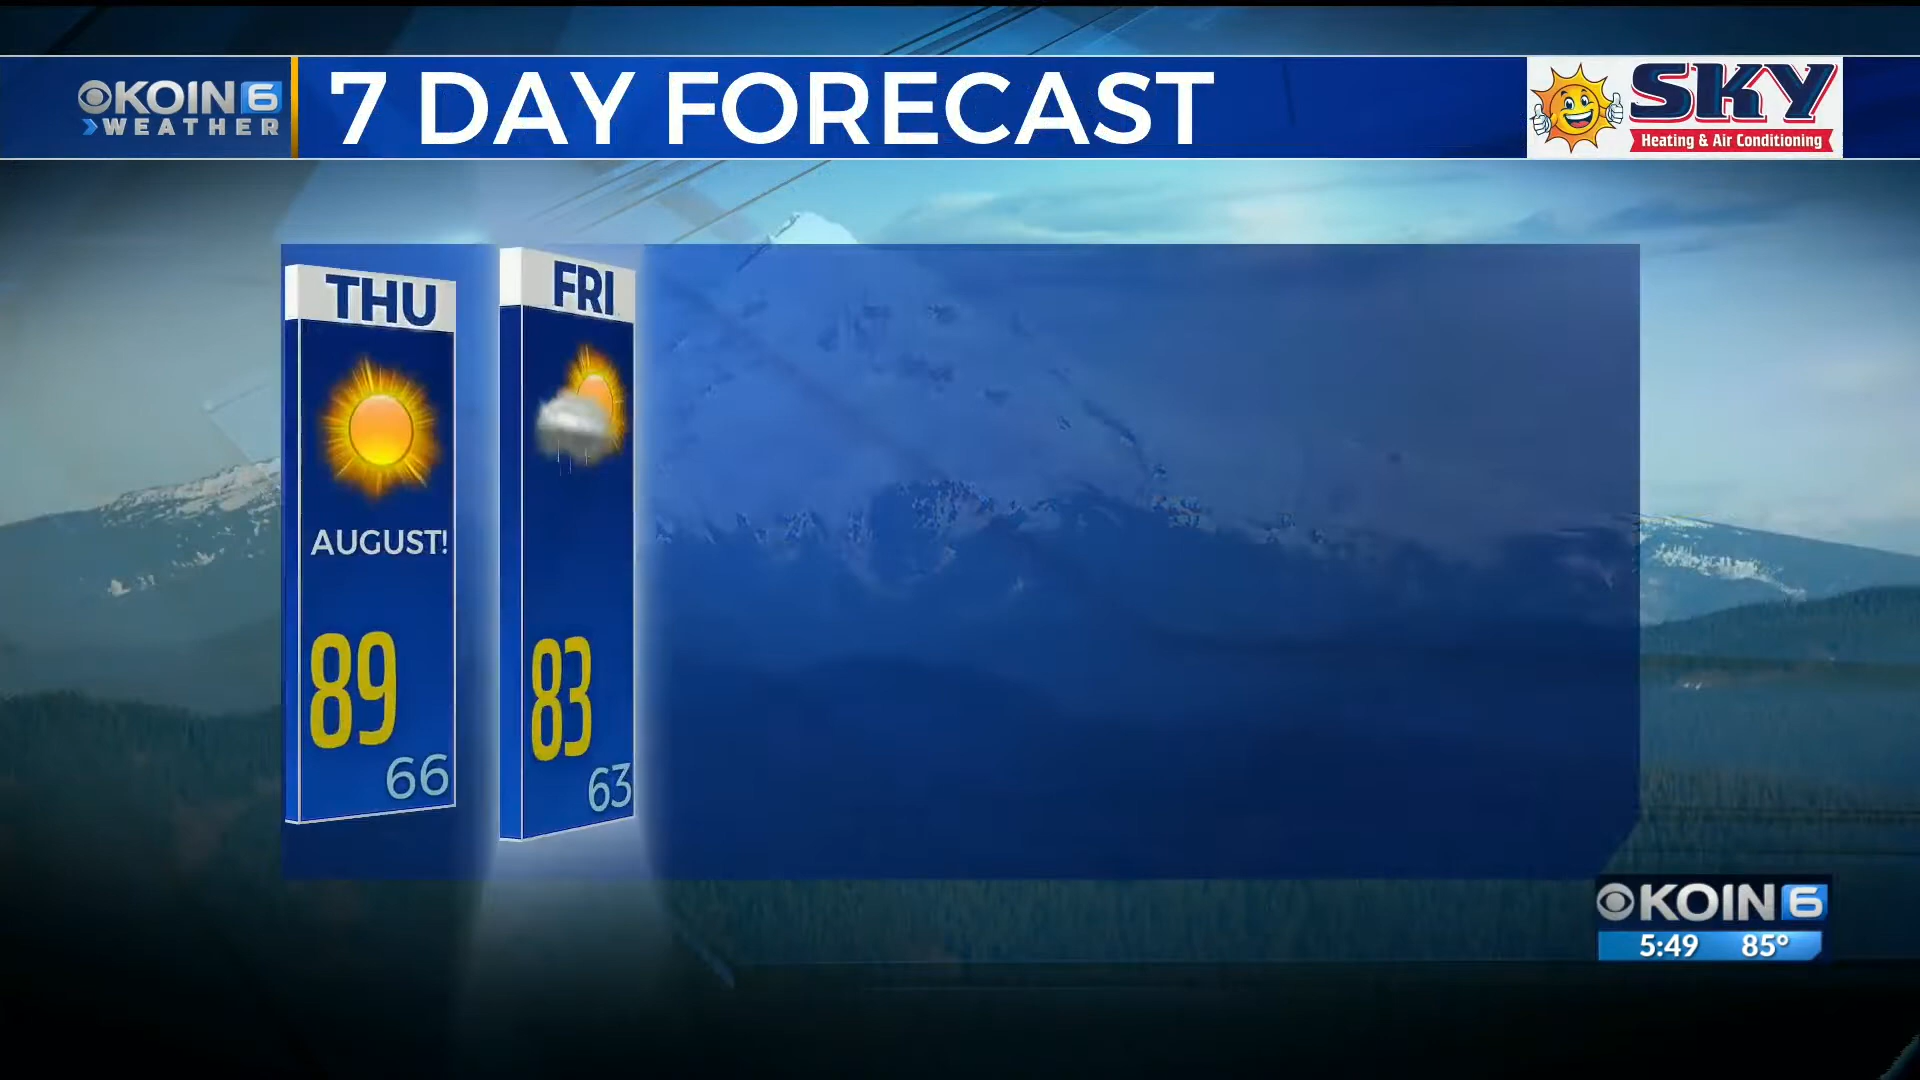 KOIN 6
WEATHER
7 DAY FORECAST
SKY
Heating & Air Conditioning
THU
AUGUST!
89
66
FRI
83
63
KOIN 6
5:49 85°